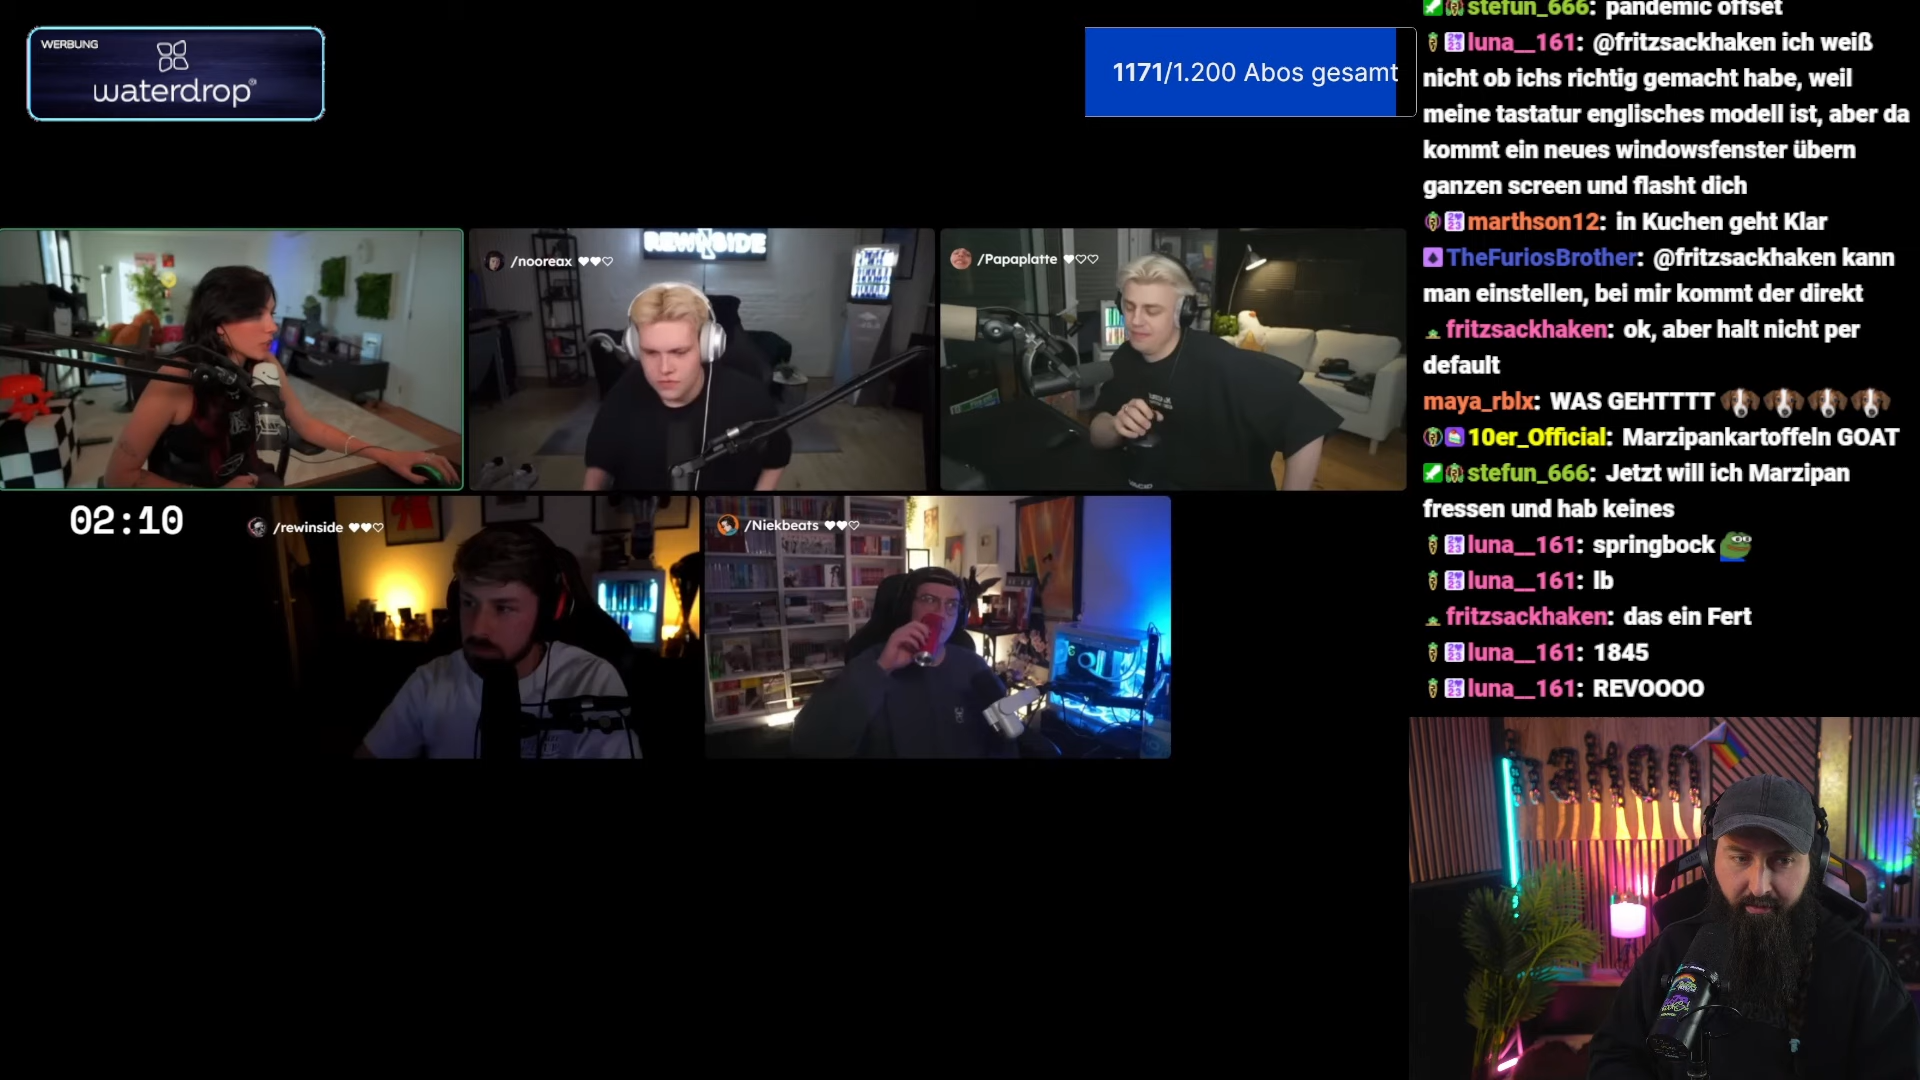 WERBUNG
waterdrop®
1171/1.200 Abos gesamt
/nooreax
REWINSIDE
/Papaplatte
02:10
/rewinside
/Niekbeats
stefun_666: pandemic offset
luna__161: @fritzsackhaken ich weiß
nicht ob ichs richtig gemacht habe, weil
meine tastatur englisches modell ist, aber da
kommt ein neues windowsfenster übern
ganzen screen und flasht dich
marthson12: in Kuchen geht Klar
TheFuriosBrother: @fritzsackhaken kann
man einstellen, bei mir kommt der direkt
fritzsackhaken: ok, aber halt nicht per
default
maya_rblx: WAS GEHTTTT
10er_Official: Marzipankartoffeln GOAT
stefun_666: Jetzt will ich Marzipan
fressen und hab keines
luna__161: springbock
luna__161: lb
fritzsackhaken: das ein Fert
luna__161: 1845
luna__161: REVOOOO